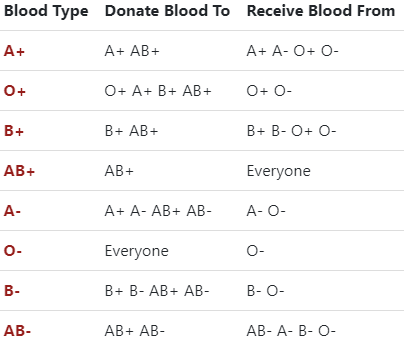 Blood Type Donate Blood To Receive Blood From
A+ A+ AB+ A+ A- O+ O-
O+ O+ A+ B+ AB+ O+ O-
B+ B+ AB+ B+ B- O+ O-
AB+ AB+ Everyone
A- A+ A- AB+ AB- A- O-
O- Everyone O-
B- B+ B- AB+ AB- B- O-
AB- AB+ AB- AB- A- B- O-